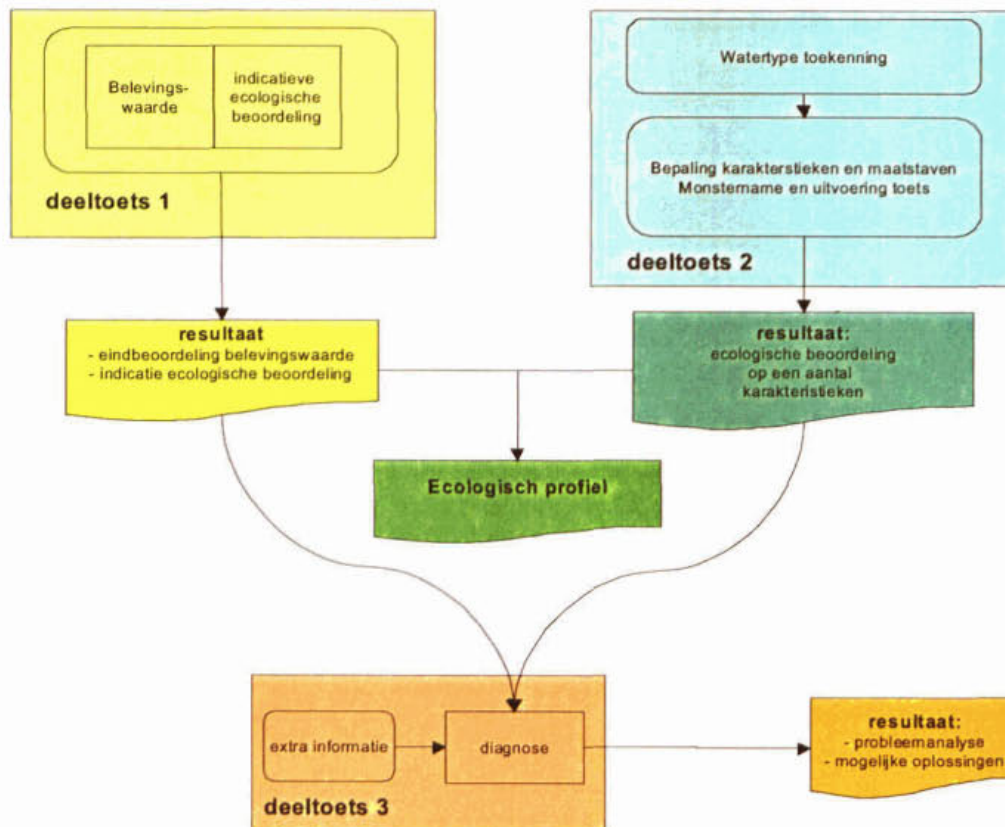 Belevings-
waarde
indicatieve
ecologische
beoordeling
deeltoets 1
Watertype toekenning
Bepaling karakterstieken en maatstaven
Monstername en uitvoering toets
deeltoets 2
resultaat
- eindbeoordeling belevingswaarde
- indicatie ecologische beoordeling
resultaat:
ecologische beoordeling
op een aantal
karakteristieken
Ecologisch profiel
extra informatie
diagnose
deeltoets 3
resultaat:
- probleemanalyse
- mogelijke oplossingen